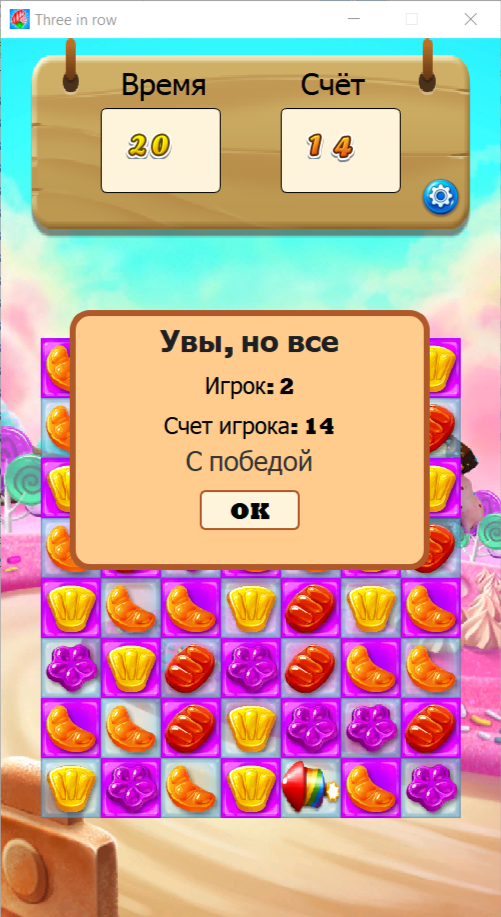 Three in row
Время Счёт
20 14
Увы, но все
Игрок: 2
Счет игрока: 14
С победой
ок